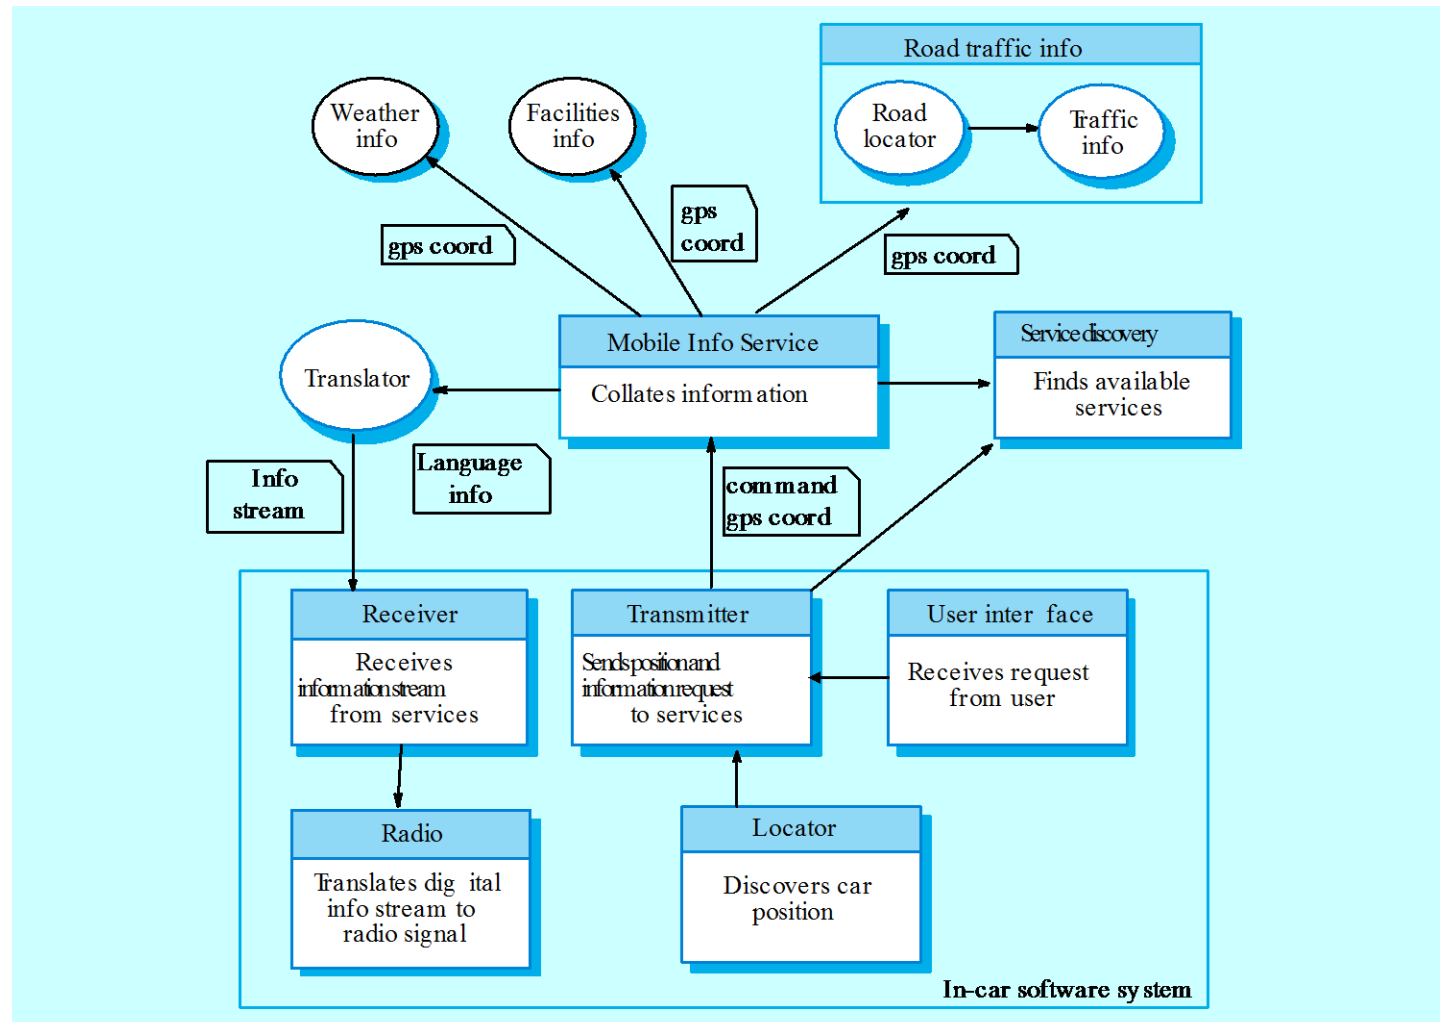 Road traffic info
Weather
info
Facilities
info
Road
locator
Traffic
info
gps coord
gps
coord
gps coord
Mobile Info Service
Collates information
Service discovery
Finds available
services
Translator
Language
info
Info
stream
command
gps coord
Receiver
Receives
information stream
from services
Transmitter
Sends position and
information request
to services
User inter face
Receives request
from user
Radio
Translates dig ital
info stream to
radio signal
Locator
Discovers car
position
In-car software system